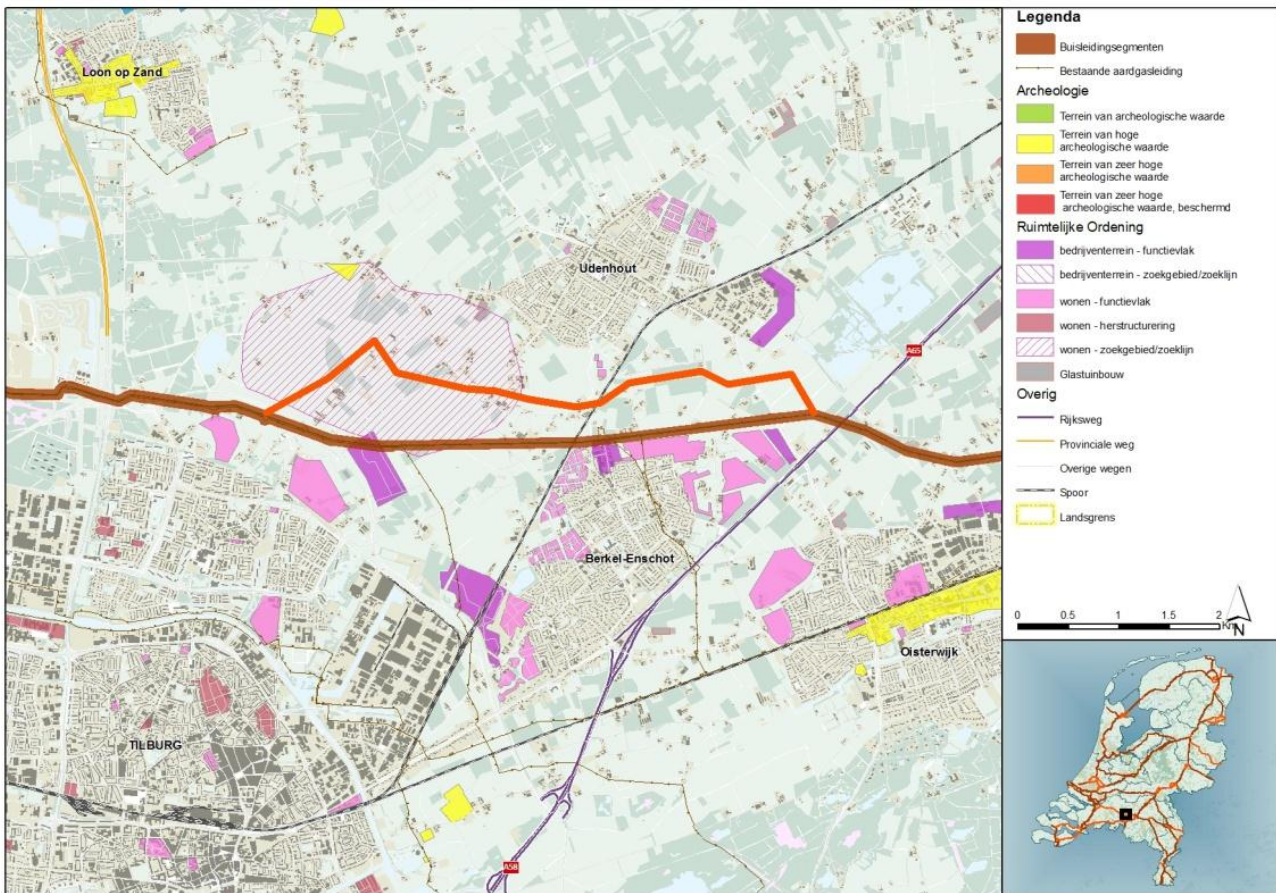 Loon op Zand
Udenhout
A65
Berkel-Enschot
Oisterwijk
TILBURG
A58
Legenda
Buisleidingsegmenten
Bestaande aardgasleiding
Archeologie
Terrein van archeologische waarde
Terrein van hoge
archeologische waarde
Terrein van zeer hoge
archeologische waarde
Terrein van zeer hoge
archeologische waarde, beschermd
Ruimtelijke Ordening
bedrijventerrein - functievlak
bedrijventerrein - zoekgebied/zoeklijn
wonen - functievlak
wonen - herstructurering
wonen - zoekgebied/zoeklijn
Glastuinbouw
Overig
Rijksweg
Provinciale weg
Overige wegen
Spoor
Landsgrens
0 0.5 1 1.5 2
N